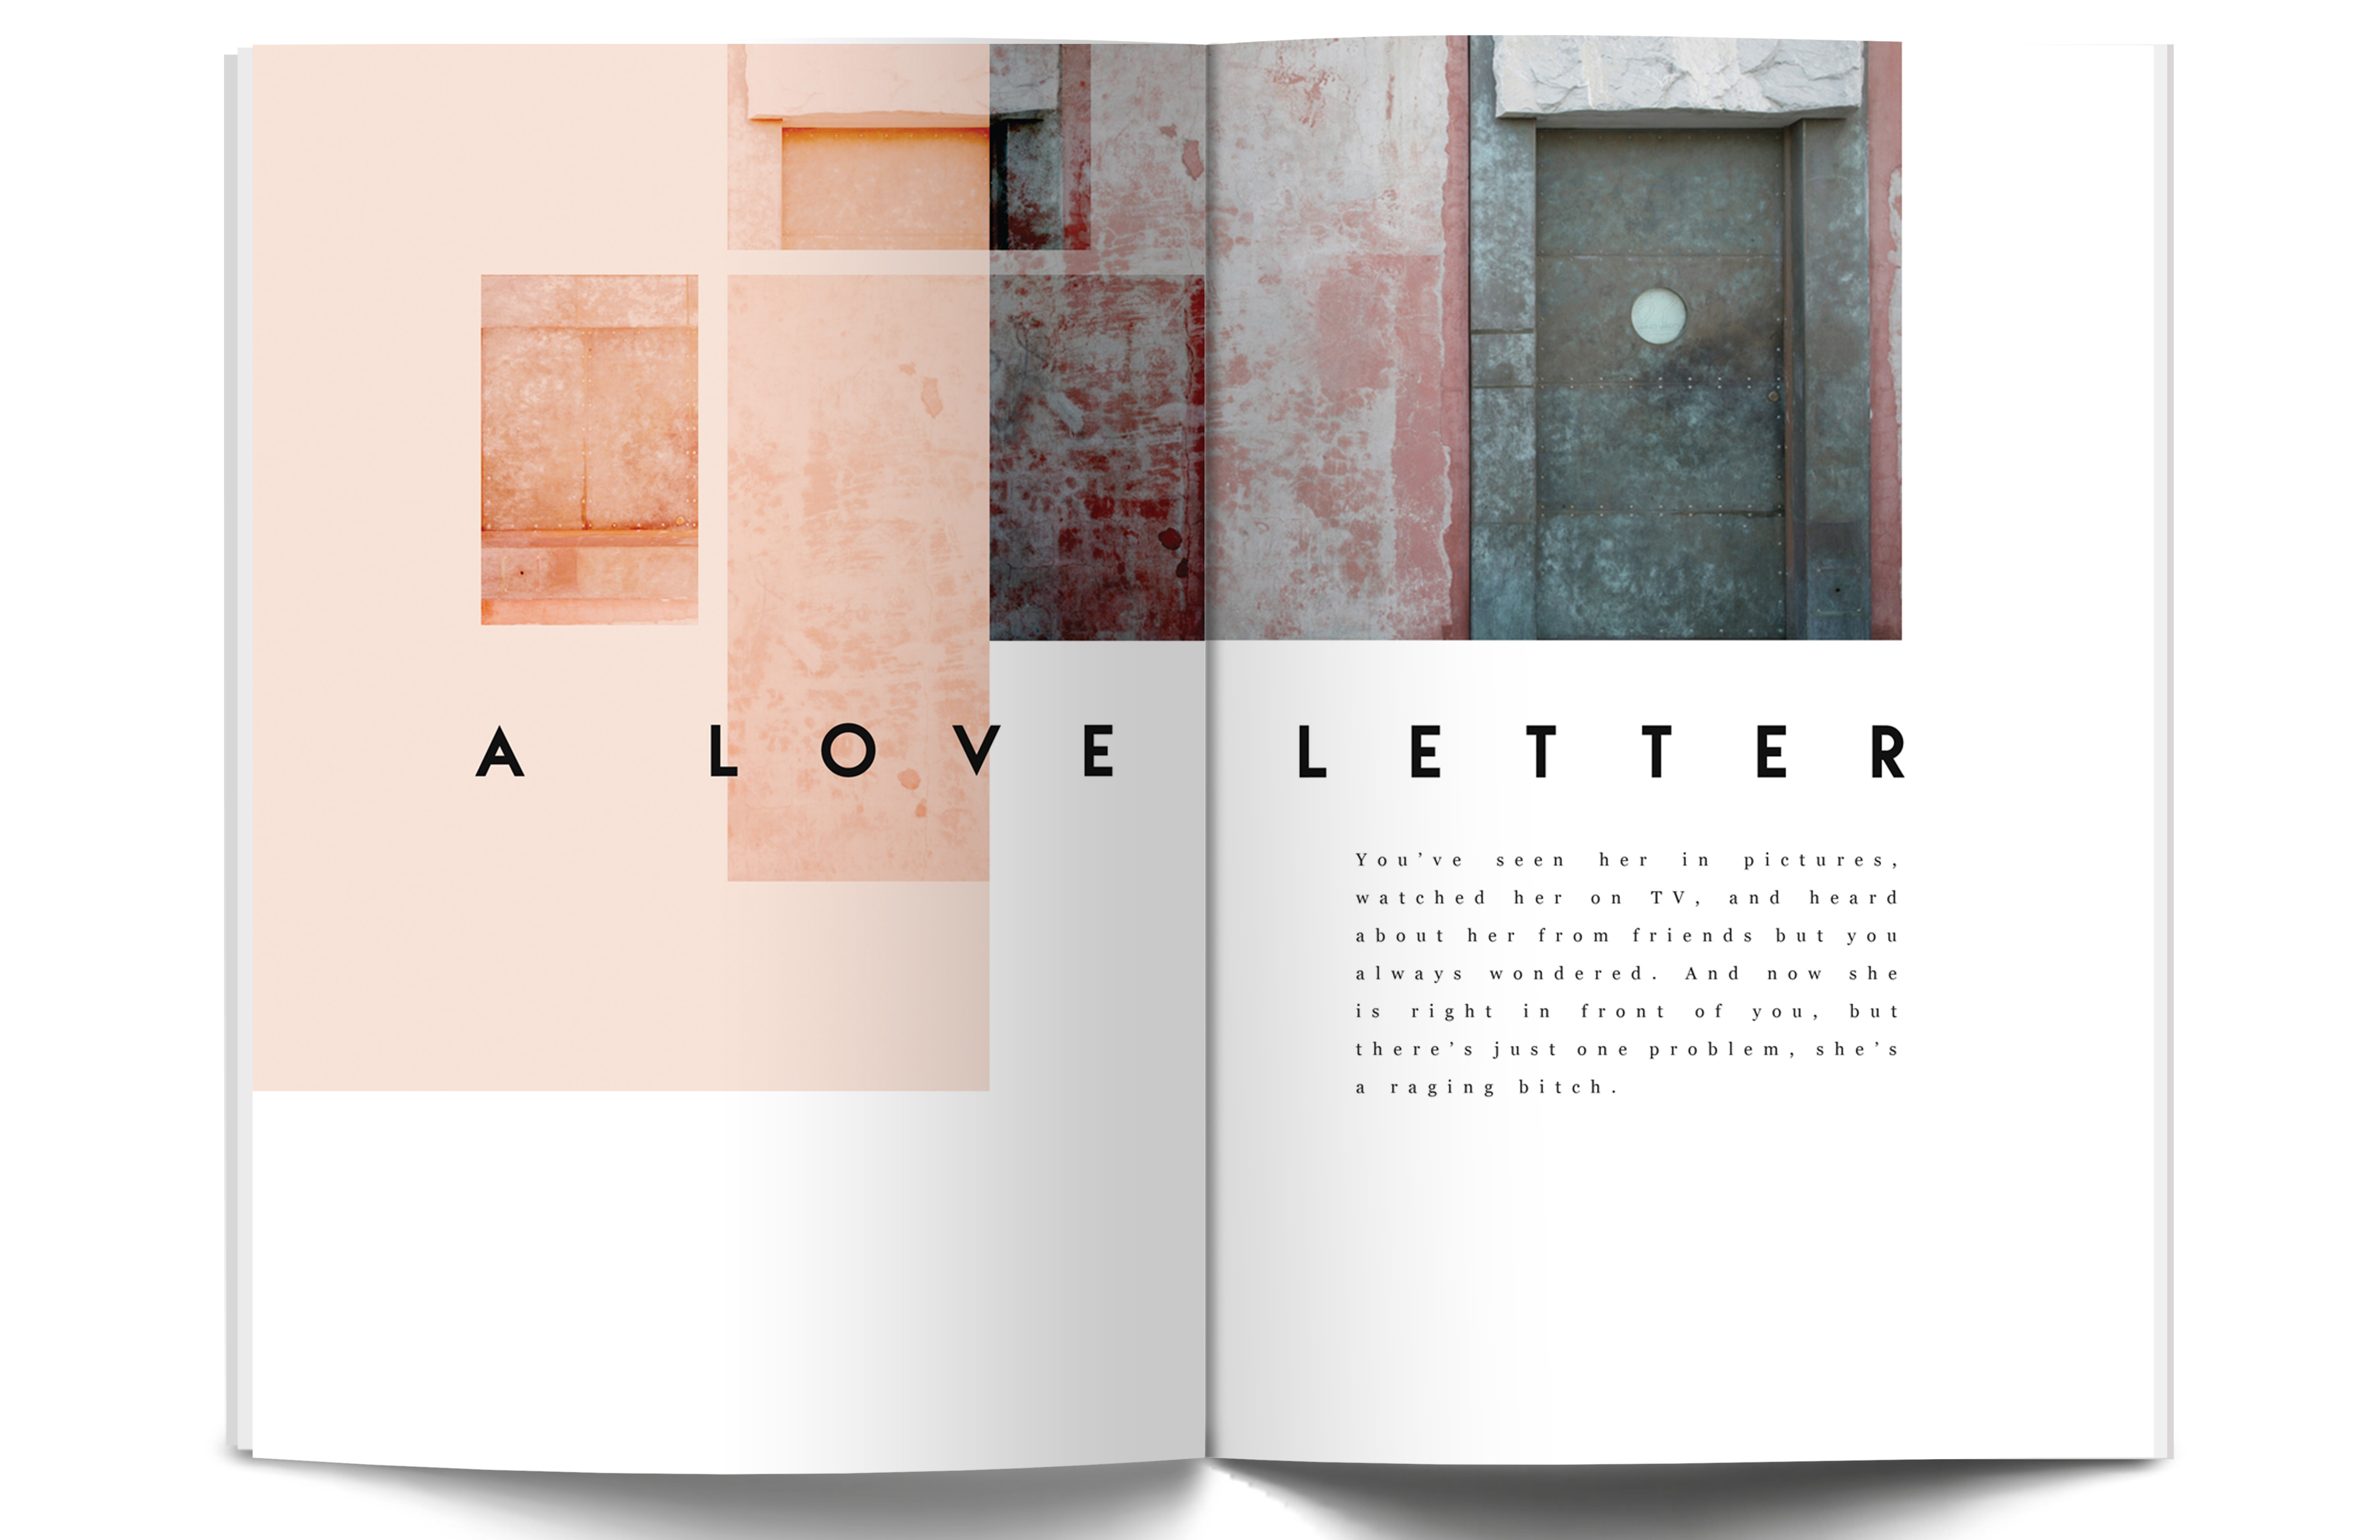 A LOVE LETTER
You’ve seen her in pictures,
watched her on TV, and heard
about her from friends but you
always wondered. And now she
is right in front of you, but
there’s just one problem, she’s
a raging bitch.